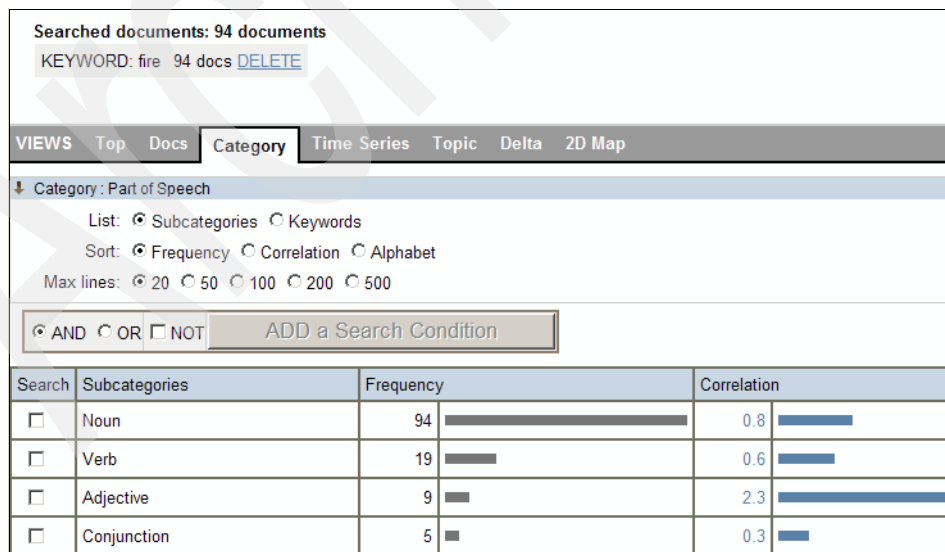 Searched documents: 94 documents
KEYWORD: fire 94 docs DELETE
VIEWS Top Docs Category Time Series Topic Delta 2D Map
Category : Part of Speech
List: Subcategories Keywords
Sort: Frequency Correlation Alphabet
Max lines: 20 50 100 200 500
AND OR NOT ADD a Search Condition
Search Subcategories Frequency Correlation
Noun 94 0.8
Verb 19 0.6
Adjective 9 2.3
Conjunction 5 0.3